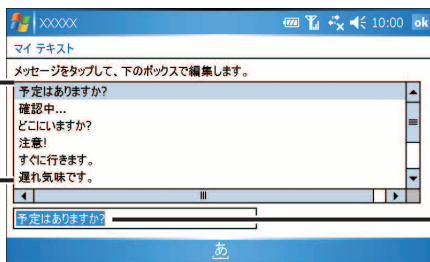 XXXXX 10:00 ok
マイ テキスト
メッセージをタップして、下のボックスで編集します。
予定はありますか?
確認中...
どこにいますか?
注意!
すぐに行きます。
遅れ気味です。
予定はありますか?
あ